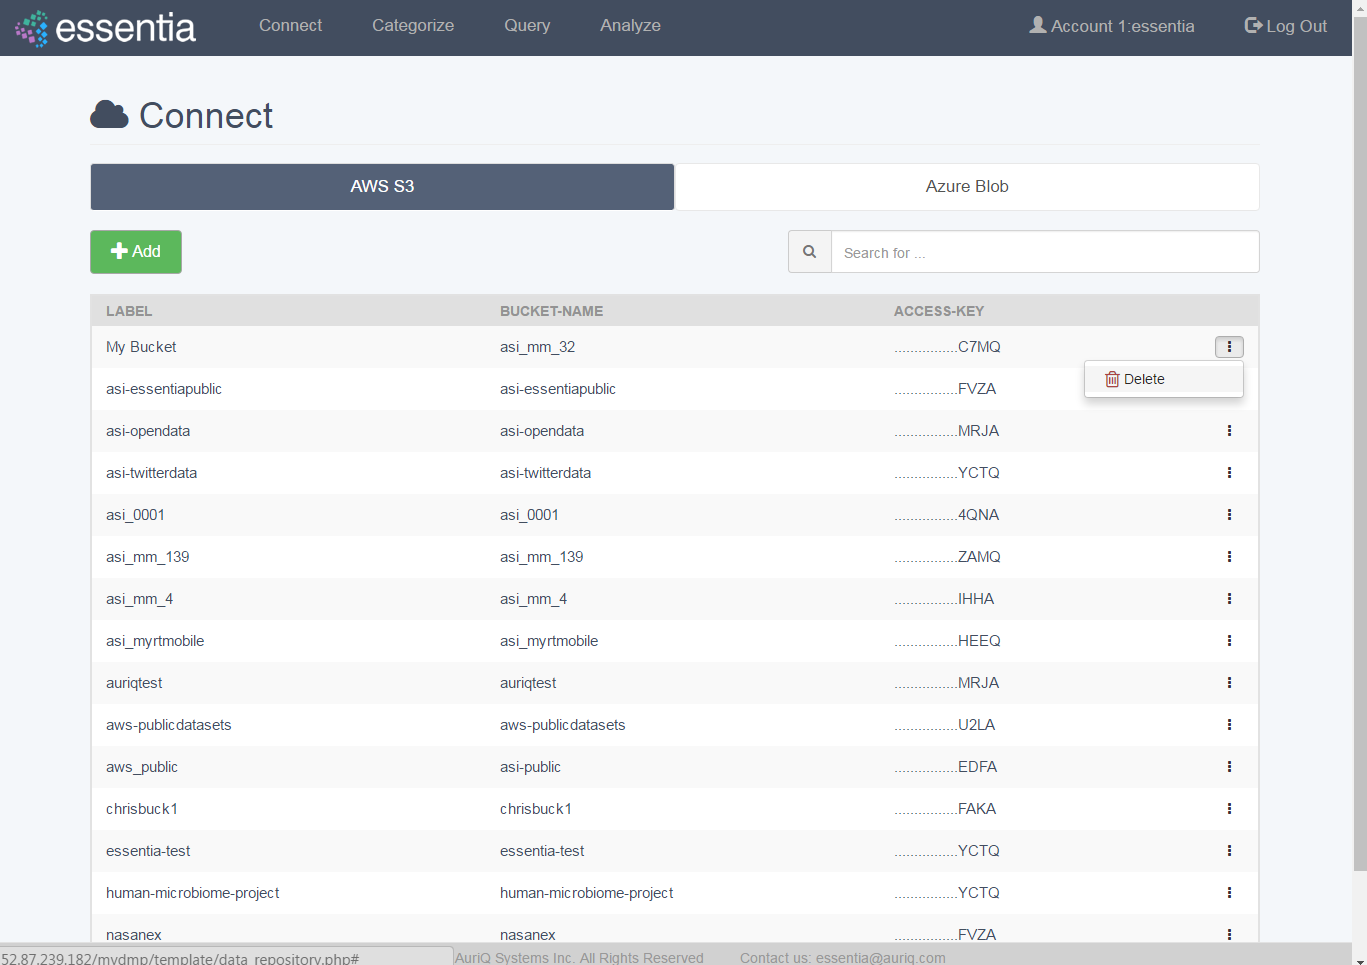 essentia Connect Categorize Query Analyze Account 1:essentia Log Out
Connect
AWS S3 Azure Blob
Add Search for ...
LABEL BUCKET-NAME ACCESS-KEY
My Bucket asi_mm_32 ................C7MQ
Delete
asi-essentiapublic asi-essentiapublic ................FVZA
asi-opendata asi-opendata ................MRJA
asi-twitterdata asi-twitterdata ................YCTQ
asi_0001 asi_0001 ................4QNA
asi_mm_139 asi_mm_139 ................ZAMQ
asi_mm_4 asi_mm_4 ................IHHA
asi_myrtmobile asi_myrtmobile ................HEEQ
auriqtest auriqtest ................MRJA
aws-publicdatasets aws-publicdatasets ................U2LA
aws_public asi-public ................EDFA
chrisbuck1 chrisbuck1 ................FAKA
essentia-test essentia-test ................YCTQ
human-microbiome-project human-microbiome-project ................YCTQ
nasanex nasanex ................FVZA
52.87.239.182/mydmp/template/data_repository.php# AuriQ Systems Inc. All Rights Reserved Contact us: essentia@auriq.com